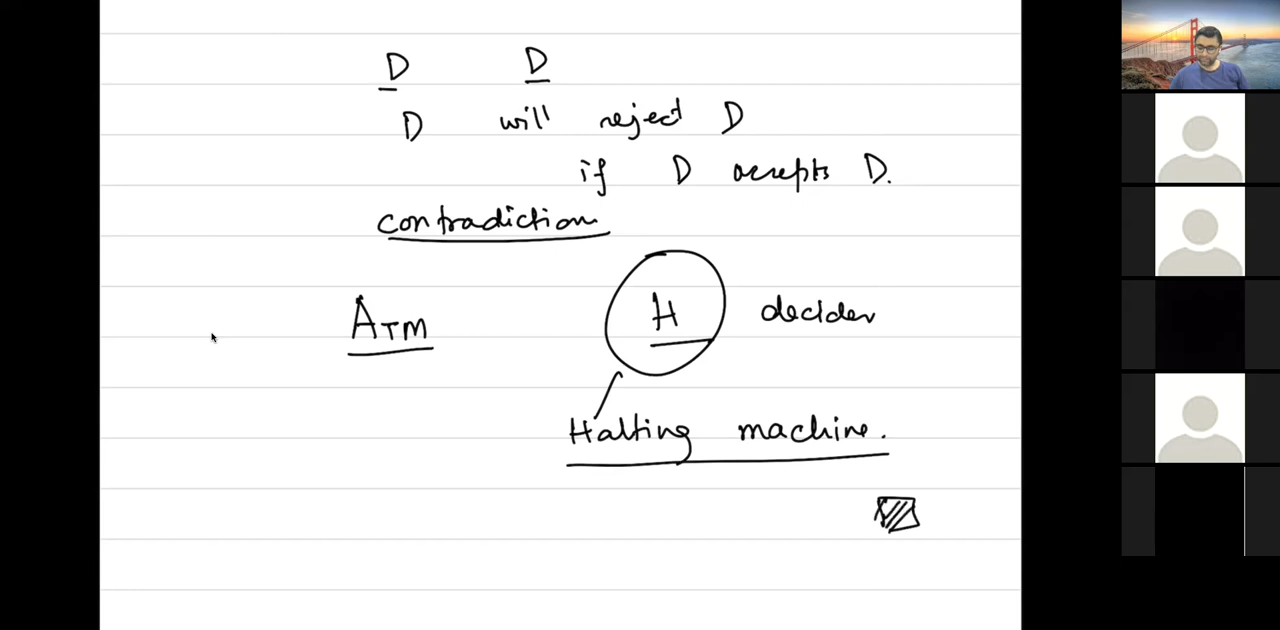 D D
D will reject D
if D accepts D.
contradiction
ATM H decider
Halting machine.